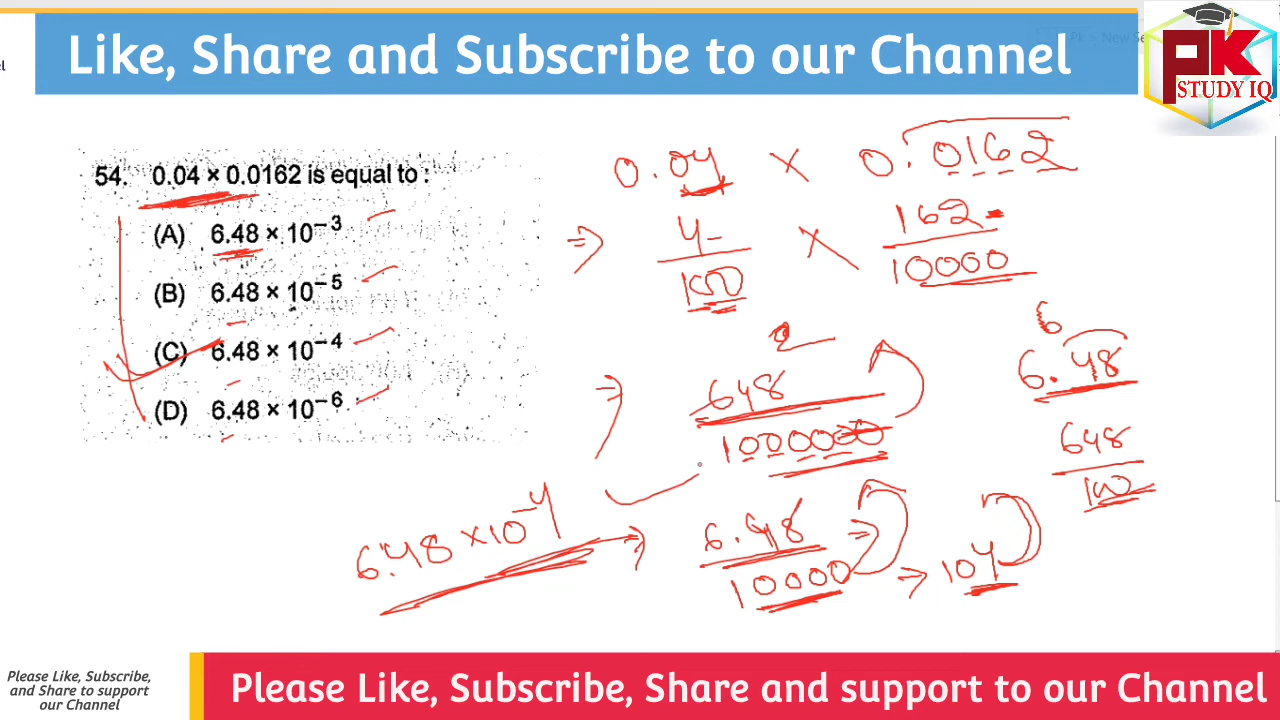 Like, Share and Subscribe to our Channel
PK
STUDY IQ
54. 0.04 × 0.0162 is equal to :
(A) 6.48 × 10⁻³
(B) 6.48 × 10⁻⁵
(C) 6.48 × 10⁻⁴
(D) 6.48 × 10⁻⁶
0.04 × 0.0162
⇒ 4/100 × 162/10000
2
⇒ 648/1000000
6
6.48
648/100
⇒ 6.48/10000 ⇒
⇒ 10⁴
6.48 × 10⁻⁴
Please Like, Subscribe,
and Share to support
our Channel
Please Like, Subscribe, Share and support to our Channel